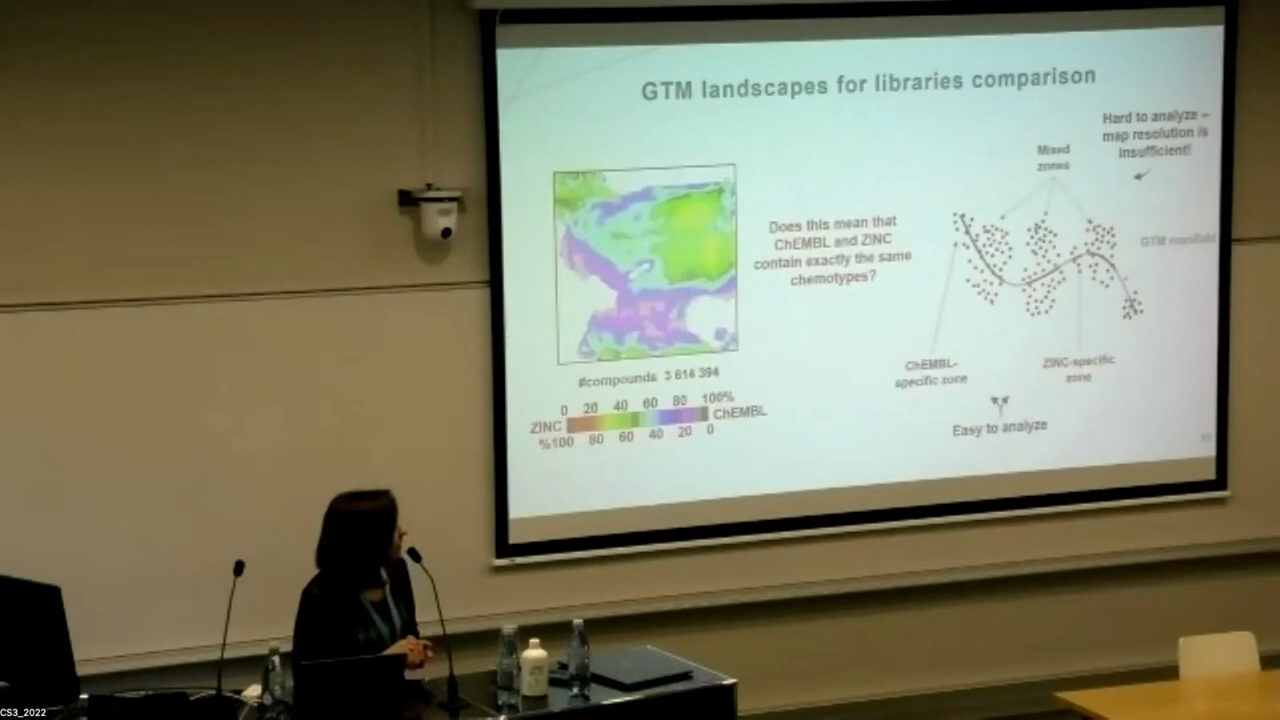 GTM landscapes for libraries comparison
Hard to analyze –
map resolution is
insufficient!
Mixed
zones
Does this mean that
ChEMBL and ZINC
contain exactly the same
chemotypes?
GTM manifold
#compounds 3 614 394
0 20 40 60 80 100%
ZINC ChEMBL
%100 80 60 40 20 0
ChEMBL-
specific zone
ZINC-specific
zone
Easy to analyze
CS3_2022